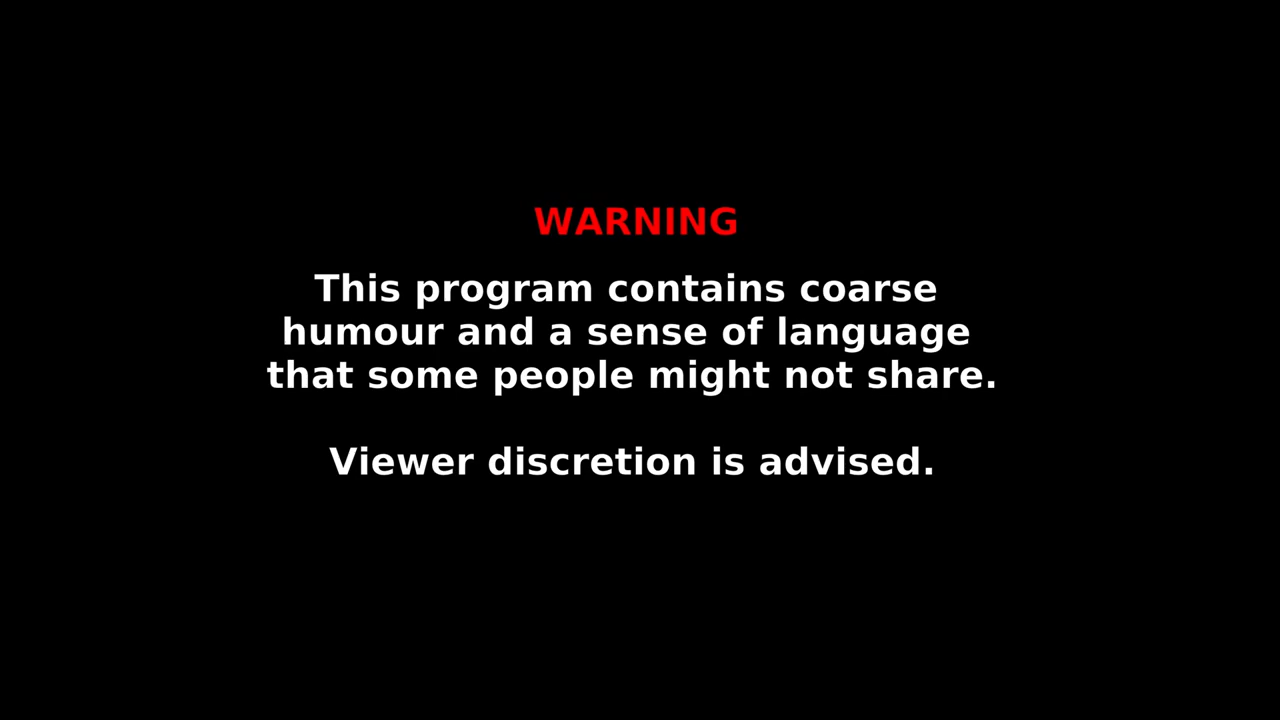 WARNING
This program contains coarse
humour and a sense of language
that some people might not share.
Viewer discretion is advised.